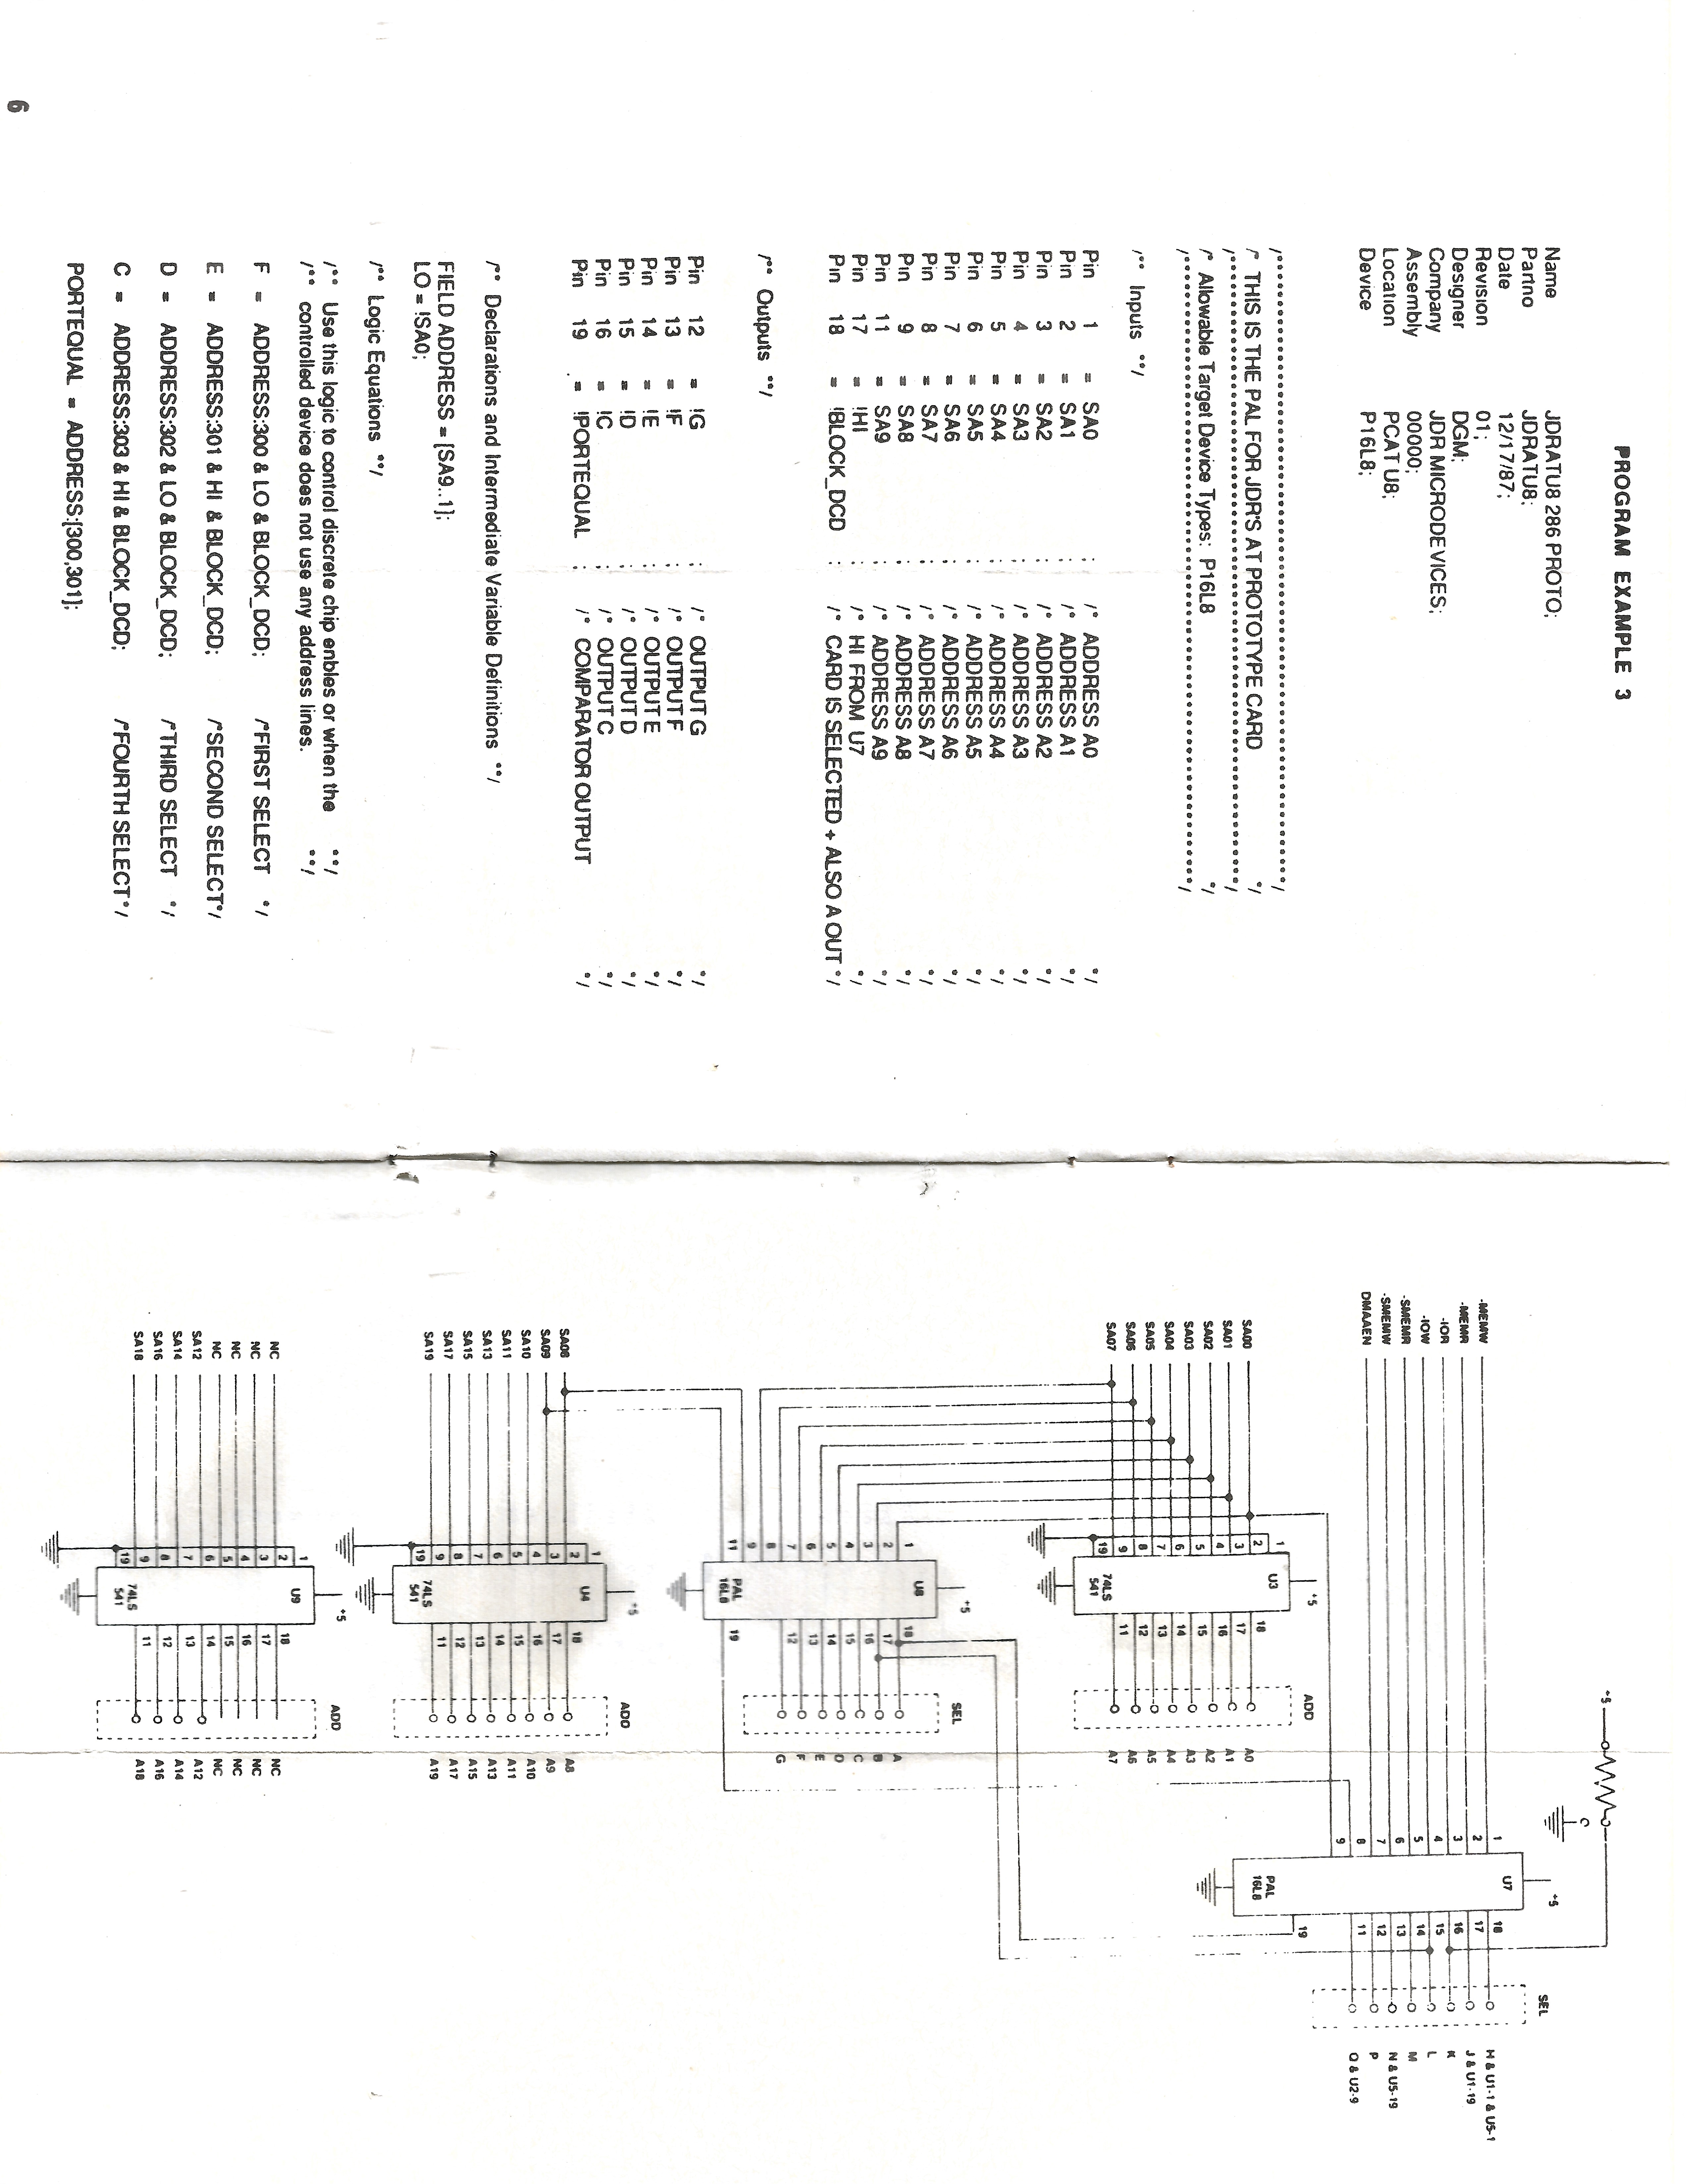 PROGRAM EXAMPLE 3
Name JDRATU8 286 PROTO;
Partno JDRATU8;
Date 12/17/87;
Revision 01;
Designer DGM;
Company JDR MICRODEVICES;
Assembly 00000;
Location PCAT U8;
Device P16L8;
/****************************************************************/
/* THIS IS THE PAL FOR JDR'S AT PROTOTYPE CARD */
/****************************************************************/
/* Allowable Target Device Types: P16L8 */
/****************************************************************/
/** Inputs **/
Pin 1 = SA0 ; /* ADDRESS A0 */
Pin 2 = SA1 ; /* ADDRESS A1 */
Pin 3 = SA2 ; /* ADDRESS A2 */
Pin 4 = SA3 ; /* ADDRESS A3 */
Pin 5 = SA4 ; /* ADDRESS A4 */
Pin 6 = SA5 ; /* ADDRESS A5 */
Pin 7 = SA6 ; /* ADDRESS A6 */
Pin 8 = SA7 ; /* ADDRESS A7 */
Pin 9 = SA8 ; /* ADDRESS A8 */
Pin 11 = SA9 ; /* ADDRESS A9 */
Pin 17 = !HI ; /* HI FROM U7 */
Pin 18 = !BLOCK_DCD ; /* CARD IS SELECTED + ALSO A OUT */
/** Outputs **/
Pin 12 = !G ; /* OUTPUT G */
Pin 13 = !F ; /* OUTPUT F */
Pin 14 = !E ; /* OUTPUT E */
Pin 15 = !D ; /* OUTPUT D */
Pin 16 = !C ; /* OUTPUT C */
Pin 19 = !PORTEQUAL ; /* COMPARATOR OUTPUT */
/** Declarations and Intermediate Variable Definitions **/
FIELD ADDRESS = [SA9..1];
LO = !SA0;
/** Logic Equations **/
/** Use this logic to control discrete chip enbles or when the **/
/** controlled device does not use any address lines. **/
F = ADDRESS:300 & LO & BLOCK_DCD; /*FIRST SELECT */
E = ADDRESS:301 & HI & BLOCK_DCD; /*SECOND SELECT*/
D = ADDRESS:302 & LO & BLOCK_DCD; /*THIRD SELECT */
C = ADDRESS:303 & HI & BLOCK_DCD; /*FOURTH SELECT*/
PORTEQUAL = ADDRESS:[300,301];
6
+5
-MEMW
-MEMR
-IOR
-IOW
-SMEMR
-SMEMW
DMAAEN
1 2 3 4 5 6 7 8 9
U7
PAL
16L8
+5
18 17 16 15 14 13 12 11
19
SEL
H & U1-1 & U5-1
J & U1-19
K
L
M
N & U5-19
P
Q & U2-9
SA00
SA01
SA02
SA03
SA04
SA05
SA06
SA07
1 2 3 4 5 6 7 8 9 19
U3
74LS
541
+5
18 17 16 15 14 13 12 11
ADD
A0
A1
A2
A3
A4
A5
A6
A7
1 2 3 4 5 6 7 8 9 11
U8
PAL
16L8
+5
18 17 16 15 14 13 12
19
SEL
A
B
C
D
E
F
G
SA08
SA09
SA10
SA11
SA13
SA15
SA17
SA19
1 2 3 4 5 6 7 8 9 19
U4
74LS
541
+5
18 17 16 15 14 13 12 11
ADD
A8
A9
A10
A11
A13
A15
A17
A19
NC
NC
NC
NC
SA12
SA14
SA16
SA18
1 2 3 4 5 6 7 8 9 19
U9
74LS
541
+5
18 17 16 15 14 13 12 11
ADD
NC
NC
NC
NC
A12
A14
A16
A18